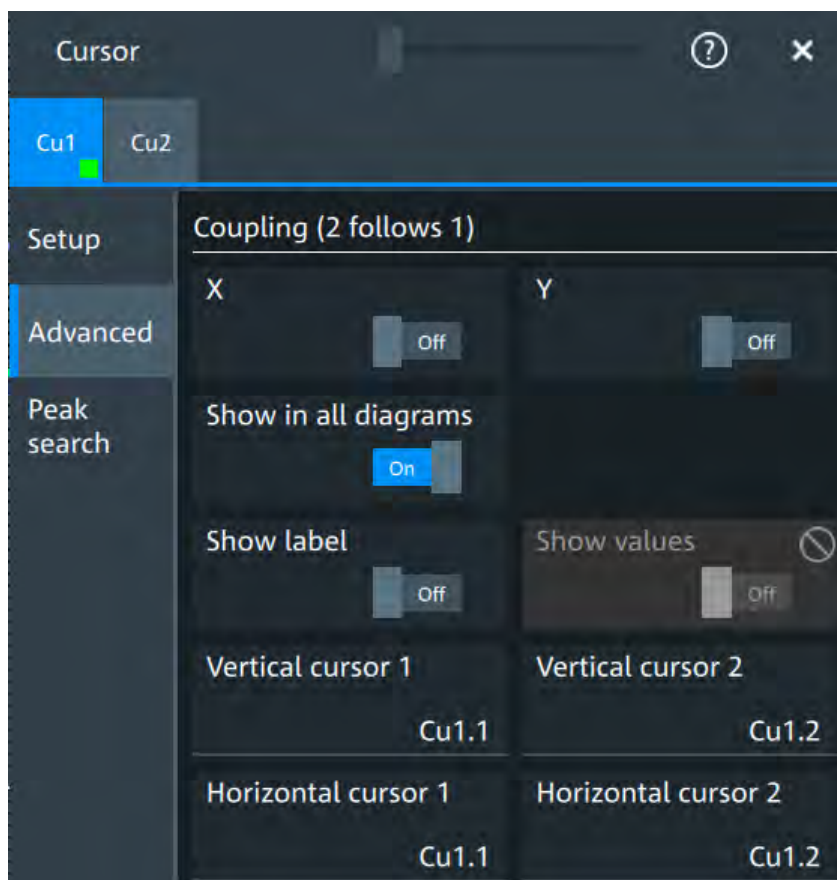 Cursor
?
Cu1 Cu2
Setup
Advanced
Peak
search
Coupling (2 follows 1)
X Y
Off Off
Show in all diagrams
On
Show label Show values
Off Off
Vertical cursor 1 Vertical cursor 2
Cu1.1 Cu1.2
Horizontal cursor 1 Horizontal cursor 2
Cu1.1 Cu1.2